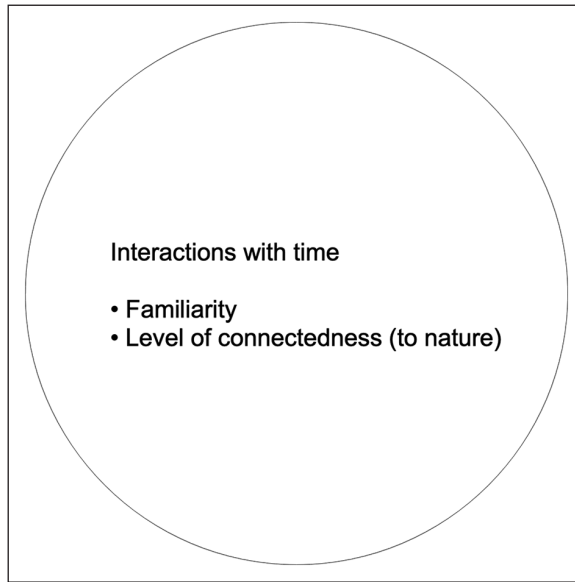 Interactions with time
• Familiarity
• Level of connectedness (to nature)